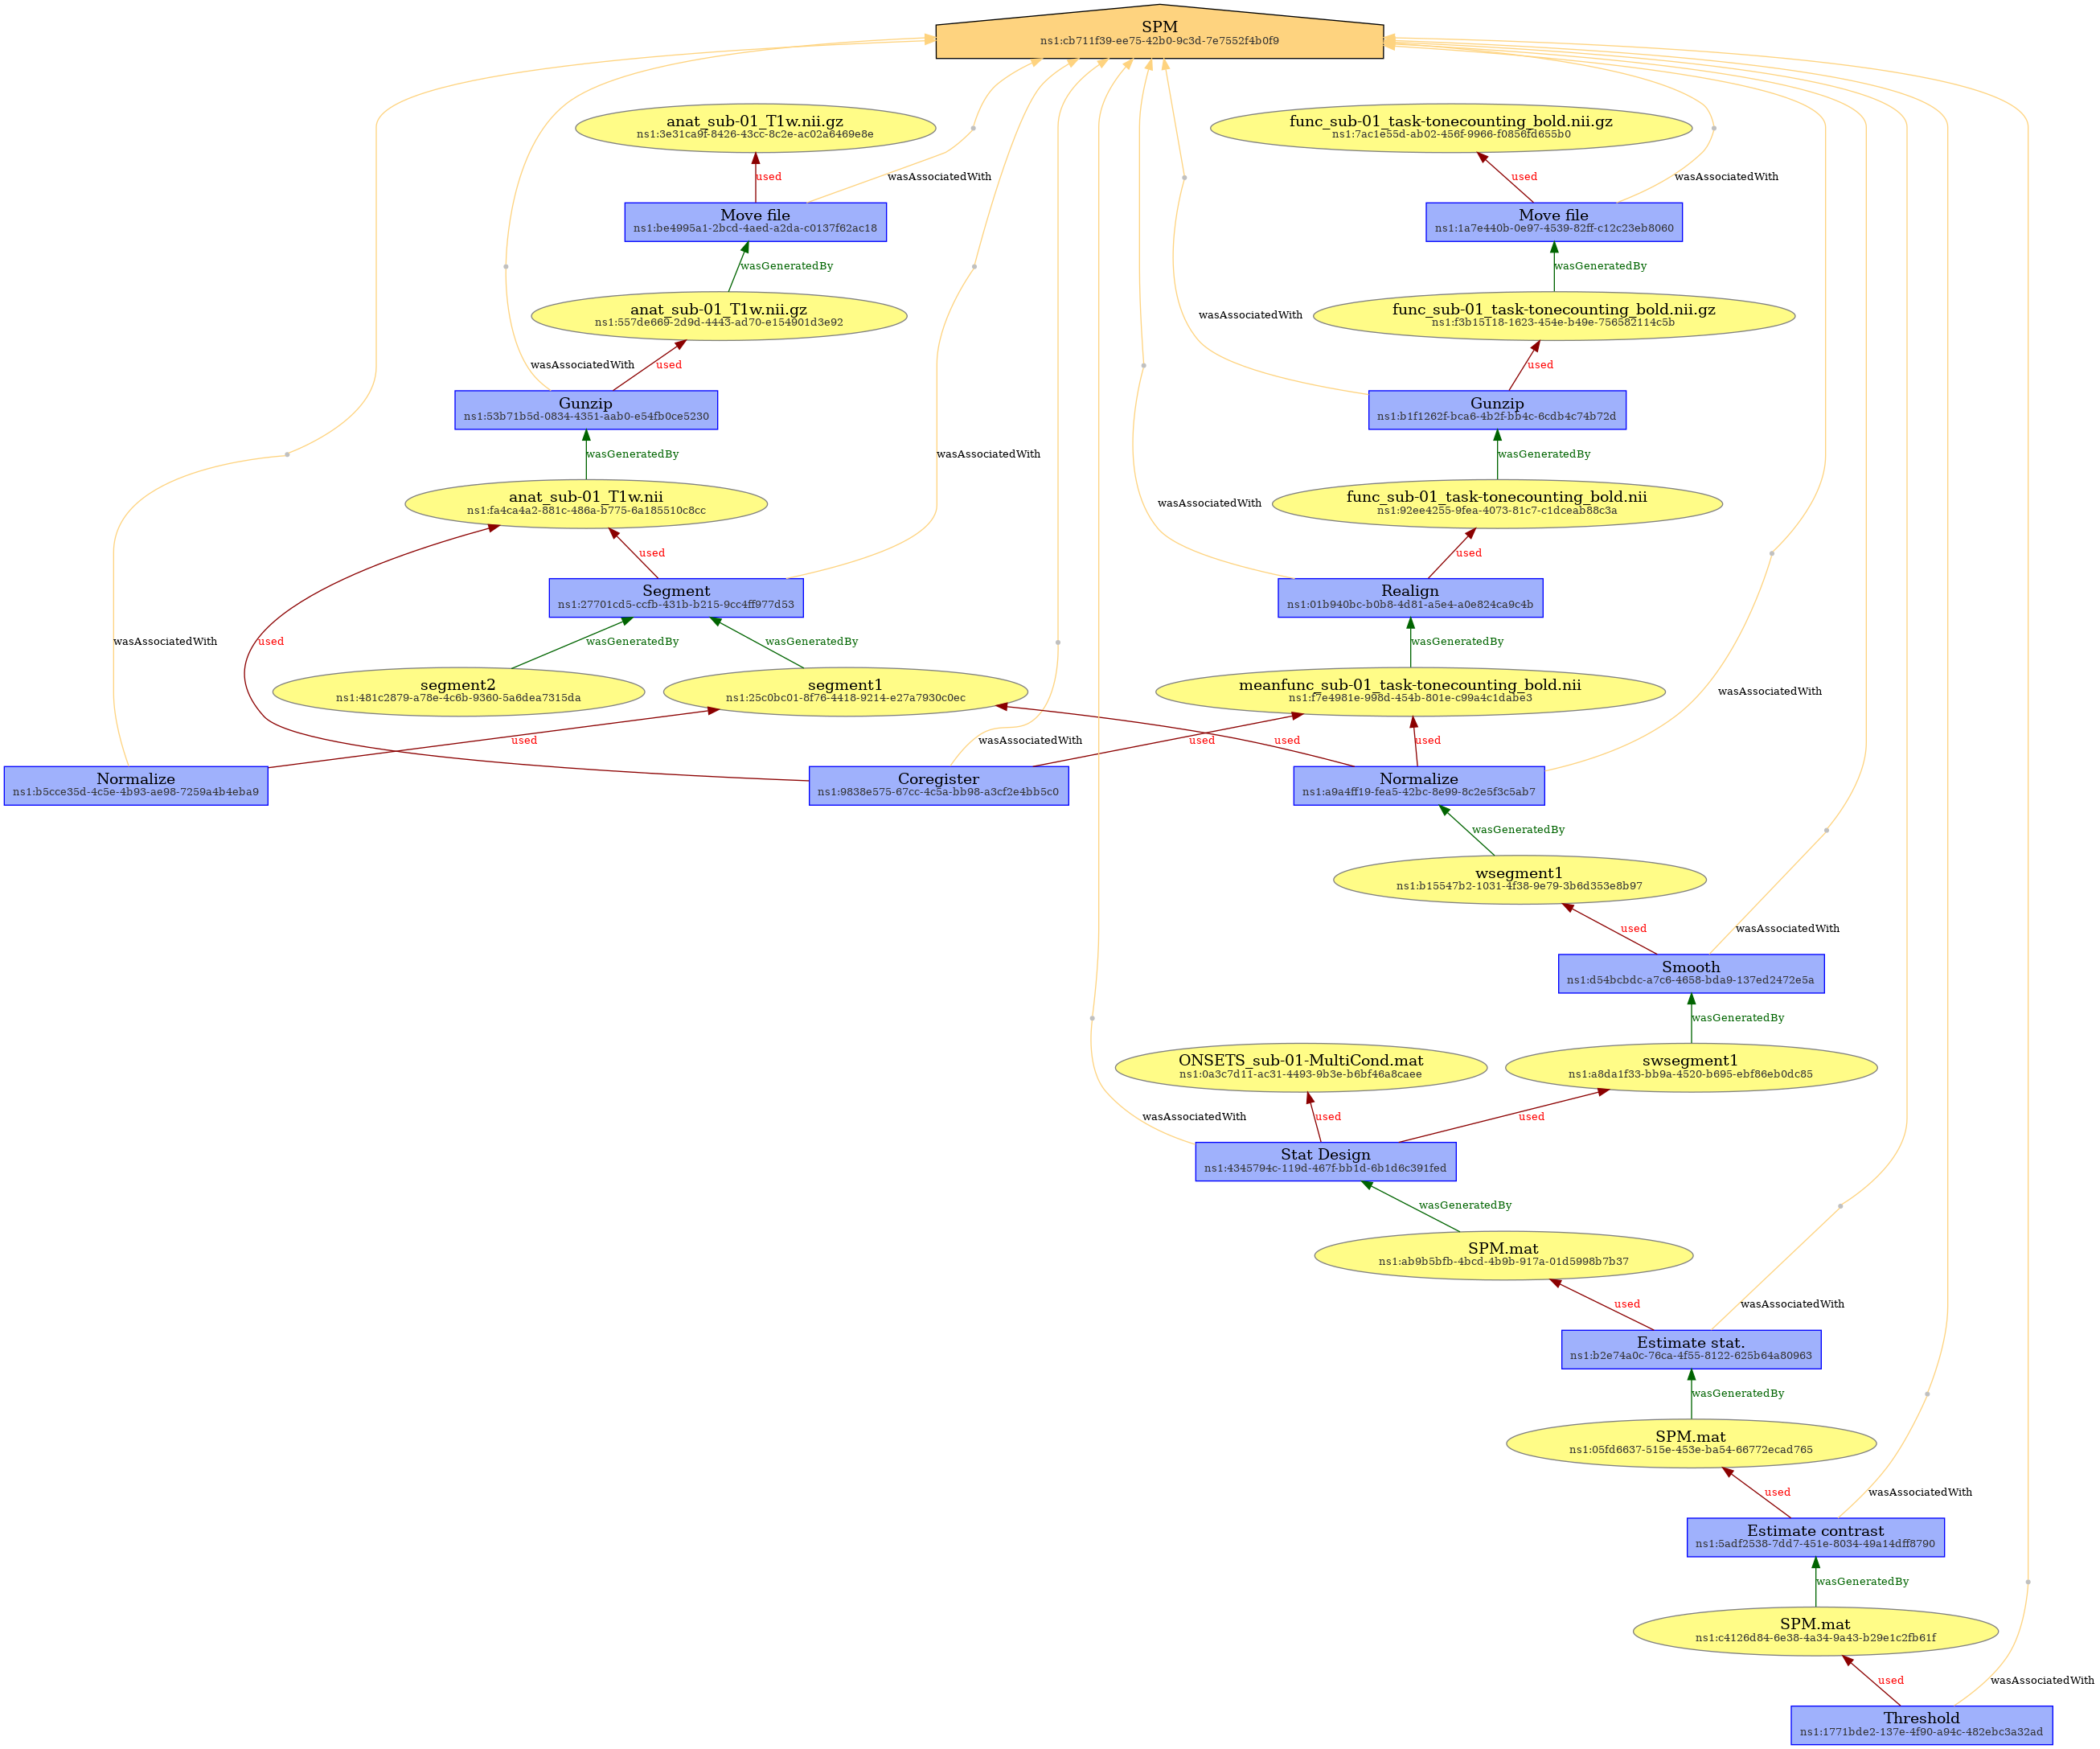 SPM
ns1:cb711f39-ee75-42b0-9c3d-7e7552f4b0f9
anat_sub-01_T1w.nii.gz
ns1:3e31ca9f-8426-43cc-8c2e-ac02a6469e8e
func_sub-01_task-tonecounting_bold.nii.gz
ns1:7ac1e55d-ab02-456f-9966-f0856fd655b0
used
wasAssociatedWith
used
wasAssociatedWith
Move file
ns1:be4995a1-2bcd-4aed-a2da-c0137f62ac18
Move file
ns1:1a7e440b-0e97-4539-82ff-c12c23eb8060
wasGeneratedBy
wasGeneratedBy
anat_sub-01_T1w.nii.gz
ns1:557de669-2d9d-4443-ad70-e154901d3e92
wasAssociatedWith
func_sub-01_task-tonecounting_bold.nii.gz
ns1:f3b15118-1623-454e-b49e-756582114c5b
wasAssociatedWith
used
used
Gunzip
ns1:53b71b5d-0834-4351-aab0-e54fb0ce5230
Gunzip
ns1:b1f1262f-bca6-4b2f-bb4c-6cdb4c74b72d
wasGeneratedBy
wasAssociatedWith
wasGeneratedBy
anat_sub-01_T1w.nii
ns1:fa4ca4a2-881c-486a-b775-6a185510c8cc
wasAssociatedWith
func_sub-01_task-tonecounting_bold.nii
ns1:92ee4255-9fea-4073-81c7-c1dceab88c3a
used
used
Segment
ns1:27701cd5-ccfb-431b-b215-9cc4ff977d53
Realign
ns1:01b940bc-b0b8-4d81-a5e4-a0e824ca9c4b
wasAssociatedWith
used
wasGeneratedBy
wasGeneratedBy
wasGeneratedBy
segment2
ns1:481c2879-a78e-4c6b-9360-5a6dea7315da
segment1
ns1:25c0bc01-8f76-4418-9214-e27a7930c0ec
meanfunc_sub-01_task-tonecounting_bold.nii
ns1:f7e4981e-998d-454b-801e-c99a4c1dabe3
wasAssociatedWith
used
wasAssociatedWith
used
used
used
Normalize
ns1:b5cce35d-4c5e-4b93-ae98-7259a4b4eba9
Coregister
ns1:9838e575-67cc-4c5a-bb98-a3cf2e4bb5c0
Normalize
ns1:a9a4ff19-fea5-42bc-8e99-8c2e5f3c5ab7
wasGeneratedBy
wsegment1
ns1:b15547b2-1031-4f38-9e79-3b6d353e8b97
used
wasAssociatedWith
Smooth
ns1:d54bcbdc-a7c6-4658-bda9-137ed2472e5a
wasGeneratedBy
ONSETS_sub-01-MultiCond.mat
ns1:0a3c7d11-ac31-4493-9b3e-b6bf46a8caee
swsegment1
ns1:a8da1f33-bb9a-4520-b695-ebf86eb0dc85
wasAssociatedWith
used
used
Stat Design
ns1:4345794c-119d-467f-bb1d-6b1d6c391fed
wasGeneratedBy
SPM.mat
ns1:ab9b5bfb-4bcd-4b9b-917a-01d5998b7b37
used
wasAssociatedWith
Estimate stat.
ns1:b2e74a0c-76ca-4f55-8122-625b64a80963
wasGeneratedBy
SPM.mat
ns1:05fd6637-515e-453e-ba54-66772ecad765
used
wasAssociatedWith
Estimate contrast
ns1:5adf2538-7dd7-451e-8034-49a14dff8790
wasGeneratedBy
SPM.mat
ns1:c4126d84-6e38-4a34-9a43-b29e1c2fb61f
used
wasAssociatedWith
Threshold
ns1:1771bde2-137e-4f90-a94c-482ebc3a32ad